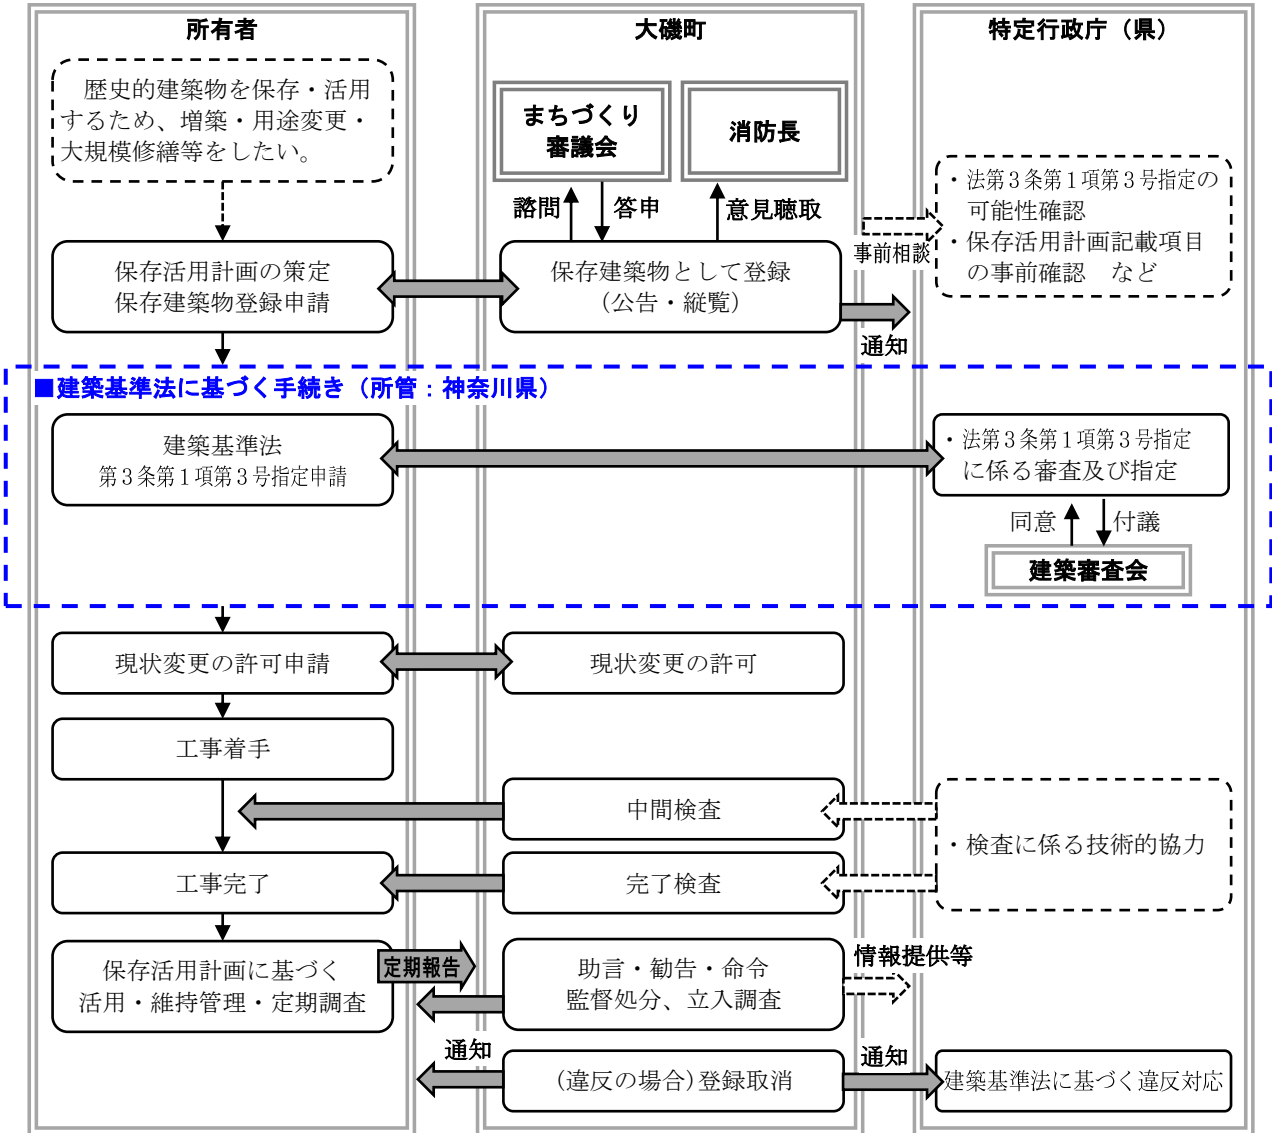 所有者
大磯町
特定行政庁（県）
歴史的建築物を保存・活用
するため、増築・用途変更・
大規模修繕等をしたい。
まちづくり
審議会
消防長
諮問
答申
意見聴取
事前相談
・法第３条第１項第３号指定の
可能性確認
・保存活用計画記載項目
の事前確認　など
保存活用計画の策定
保存建築物登録申請
保存建築物として登録
（公告・縦覧）
通知
■建築基準法に基づく手続き（所管：神奈川県）
建築基準法
第３条第１項第３号指定申請
・法第３条第１項第３号指定
に係る審査及び指定
同意
付議
建築審査会
現状変更の許可申請
現状変更の許可
工事着手
中間検査
・検査に係る技術的協力
工事完了
完了検査
保存活用計画に基づく
活用・維持管理・定期調査
定期報告
助言・勧告・命令
監督処分、立入調査
情報提供等
通知
(違反の場合)登録取消
通知
建築基準法に基づく違反対応